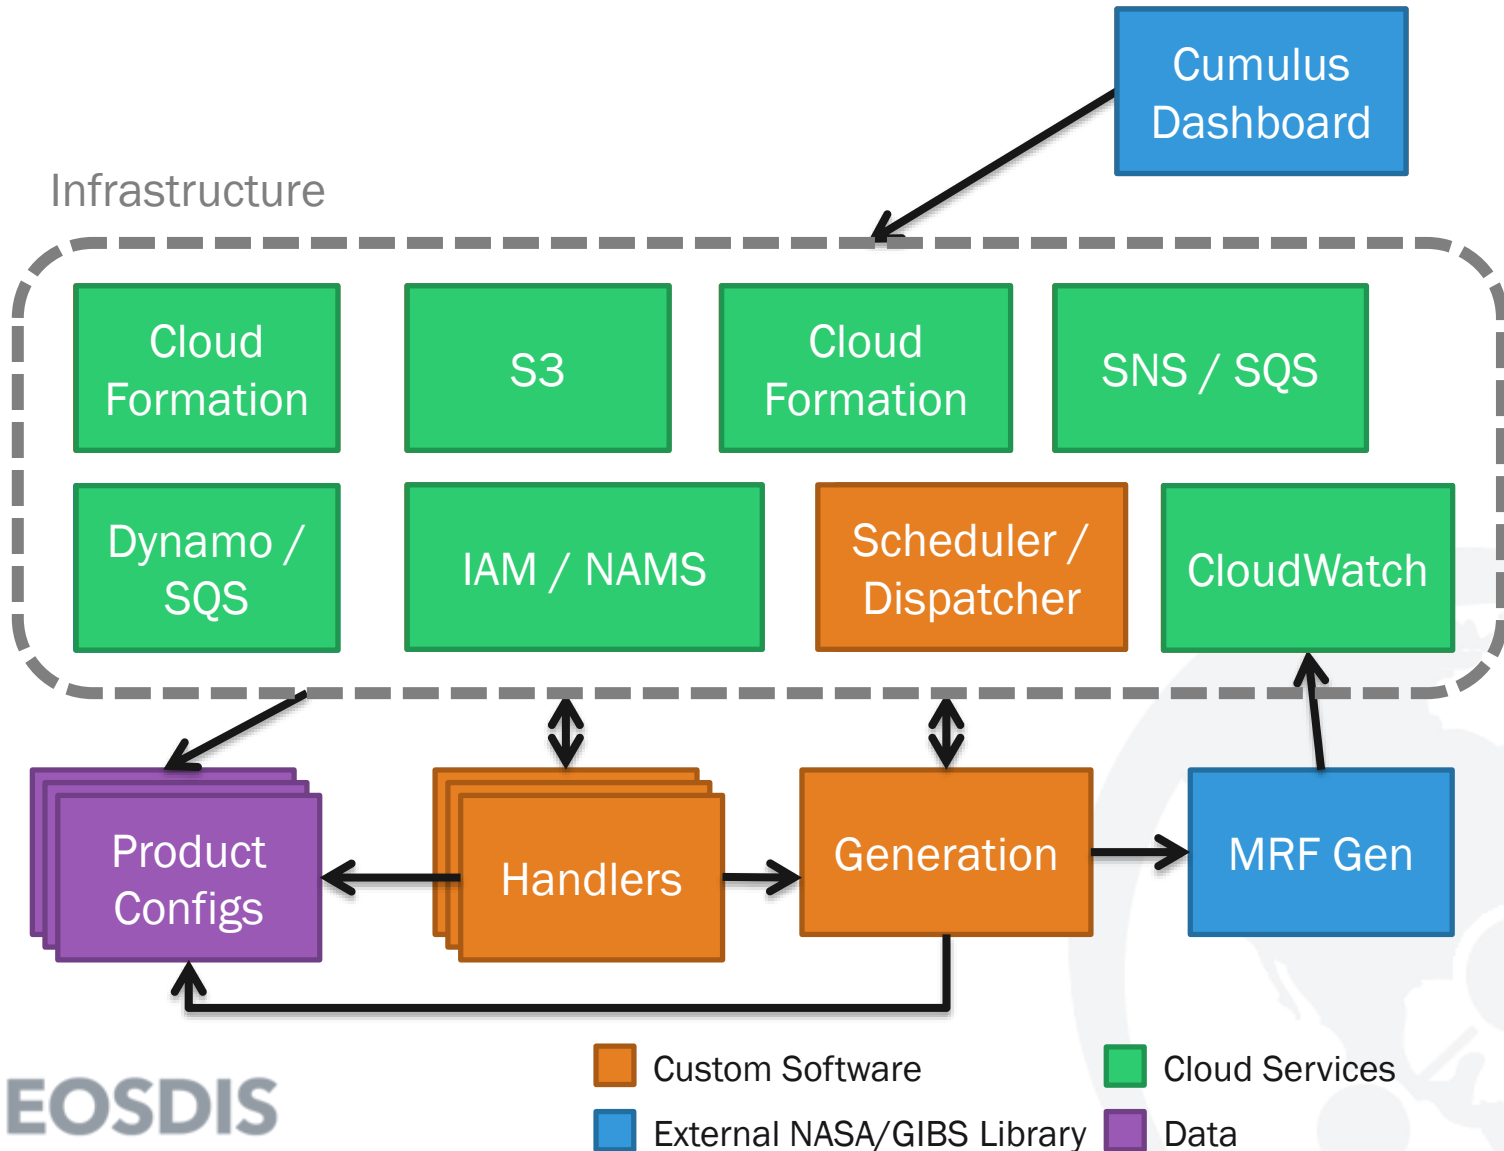 Cumulus
Dashboard
Infrastructure
Cloud
Formation
S3
Cloud
Formation
SNS / SQS
Dynamo /
SQS
IAM / NAMS
Scheduler /
Dispatcher
CloudWatch
Product
Configs
Handlers
Generation
MRF Gen
Custom Software
Cloud Services
External NASA/GIBS Library
Data
EOSDIS